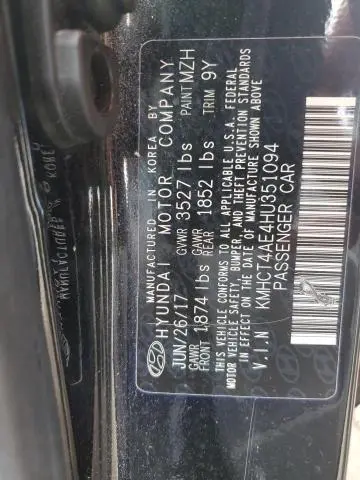 MANUFACTURED IN KOREA BY
HYUNDAI MOTOR COMPANY
JUN/26/17 GVWR 3527 lbs PAINT MZH
GAWR FRONT 1874 lbs GAWR REAR 1852 lbs TRIM 9Y
THIS VEHICLE CONFORMS TO ALL APPLICABLE U.S.A. FEDERAL
MOTOR VEHICLE SAFETY, BUMPER, AND THEFT PREVENTION STANDARDS
IN EFFECT ON THE DATE OF MANUFACTURE SHOWN ABOVE
V.I.N KMHCT4AE4HU351094
PASSENGER CAR